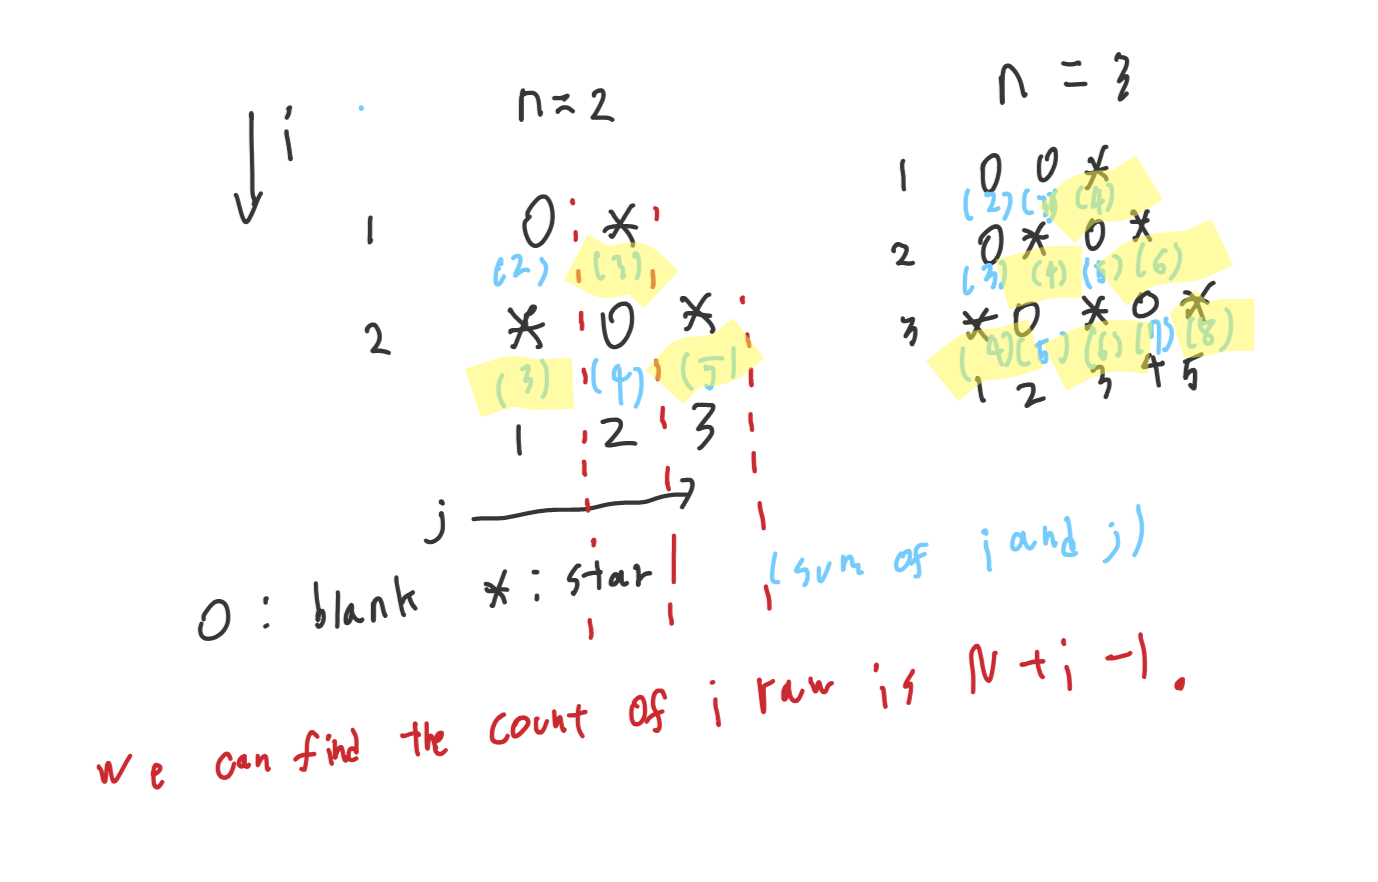 n = 2
n = 3
i
1 0 *
(2) (3)
2 * 0 *
(3) (4) (5)
1 2 3
j
1 0 0 *
(2) (3) (4)
2 0 * 0 *
(3) (4) (5) (6)
3 * 0 * 0 *
(4) (5) (6) (7) (8)
1 2 3 4 5
0 : blank * : star
(sum of i and j)
we can find the count of j raw is N + i - 1.